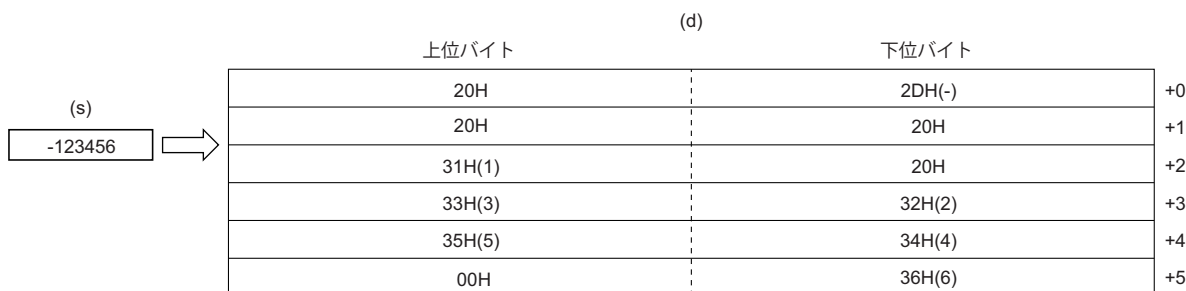 (d)
上位バイト 下位バイト
20H 2DH(-) +0
(s)
20H 20H +1
-123456
31H(1) 20H +2
33H(3) 32H(2) +3
35H(5) 34H(4) +4
00H 36H(6) +5